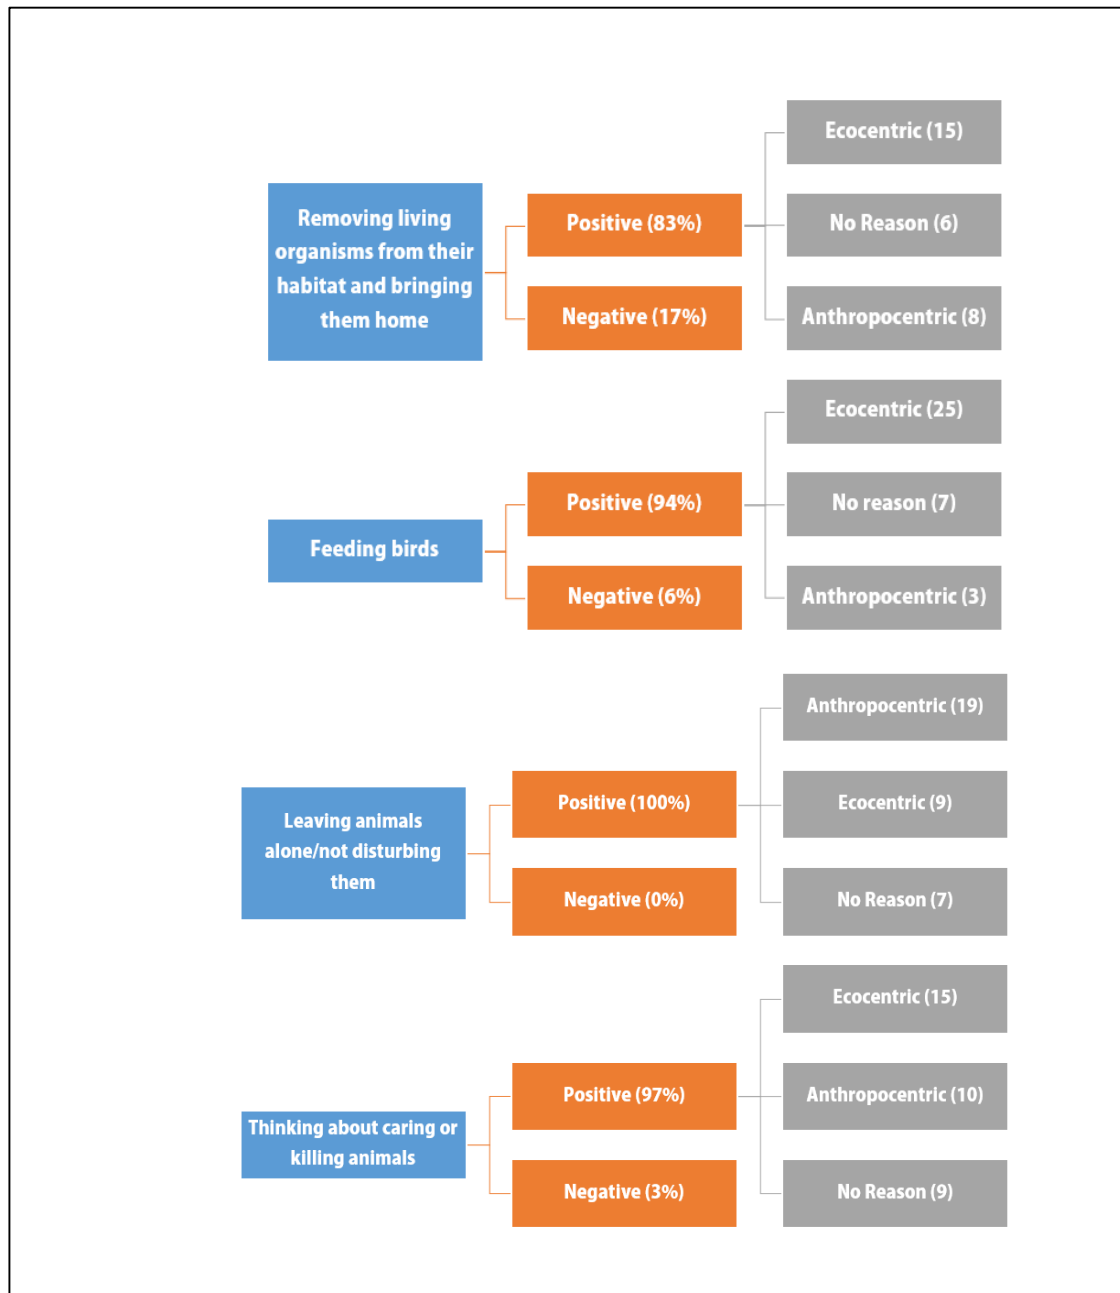 Removing living
organisms from their
habitat and bringing
them home
Positive (83%)
Negative (17%)
Ecocentric (15)
No Reason (6)
Anthropocentric (8)
Feeding birds
Positive (94%)
Negative (6%)
Ecocentric (25)
No reason (7)
Anthropocentric (3)
Leaving animals
alone/not disturbing
them
Positive (100%)
Negative (0%)
Anthropocentric (19)
Ecocentric (9)
No Reason (7)
Thinking about caring or
killing animals
Positive (97%)
Negative (3%)
Ecocentric (15)
Anthropocentric (10)
No Reason (9)